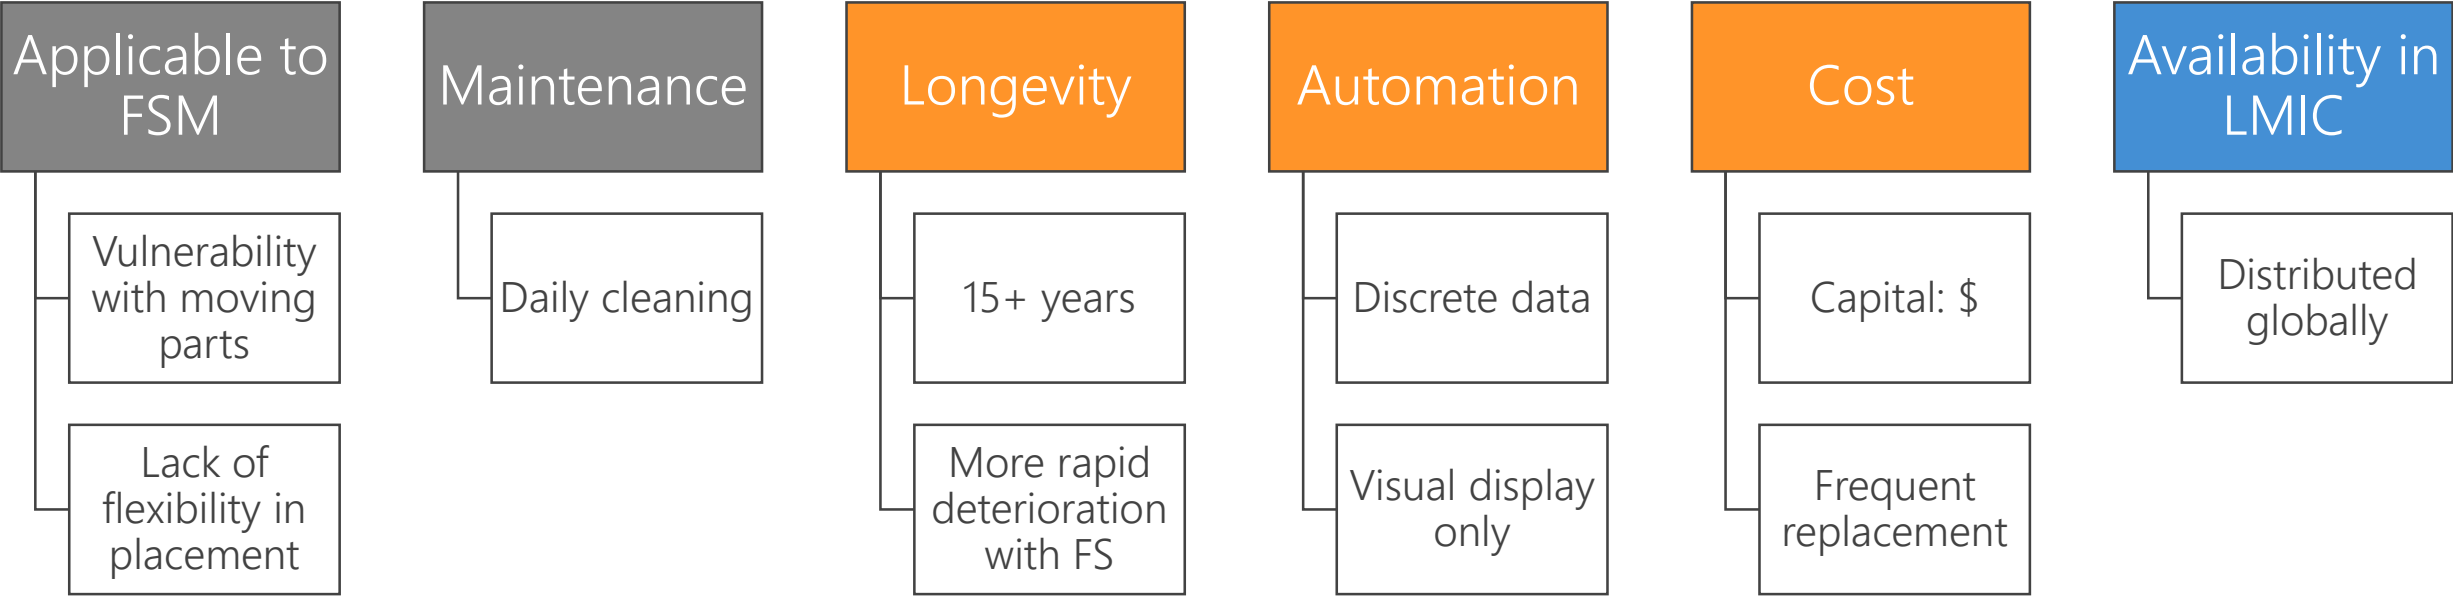 Applicable to
FSM
Vulnerability
with moving
parts
Lack of
flexibility in
placement
Maintenance
Daily cleaning
Longevity
15+ years
More rapid
deterioration
with FS
Automation
Discrete data
Visual display
only
Cost
Capital: $
Frequent
replacement
Availability in
LMIC
Distributed
globally